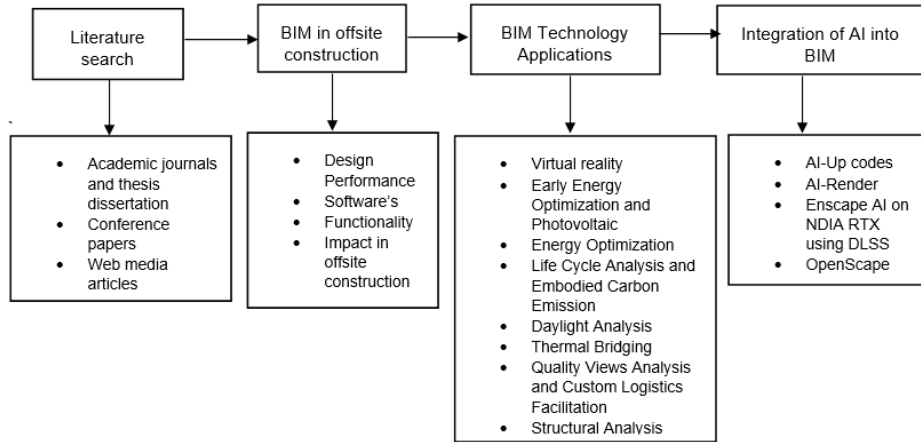 Literature
search
BIM in offsite
construction
BIM Technology
Applications
Integration of AI into
BIM
• Academic journals
and thesis
dissertation
• Conference
papers
• Web media
articles
• Design
Performance
• Software's
• Functionality
• Impact in
offsite
construction
• Virtual reality
• Early Energy
Optimization and
Photovoltaic
• Energy Optimization
• Life Cycle Analysis and
Embodied Carbon
Emission
• Daylight Analysis
• Thermal Bridging
• Quality Views Analysis
and Custom Logistics
Facilitation
• Structural Analysis
• AI-Up codes
• AI-Render
• Enscape AI on
NDIA RTX
using DLSS
• OpenScape